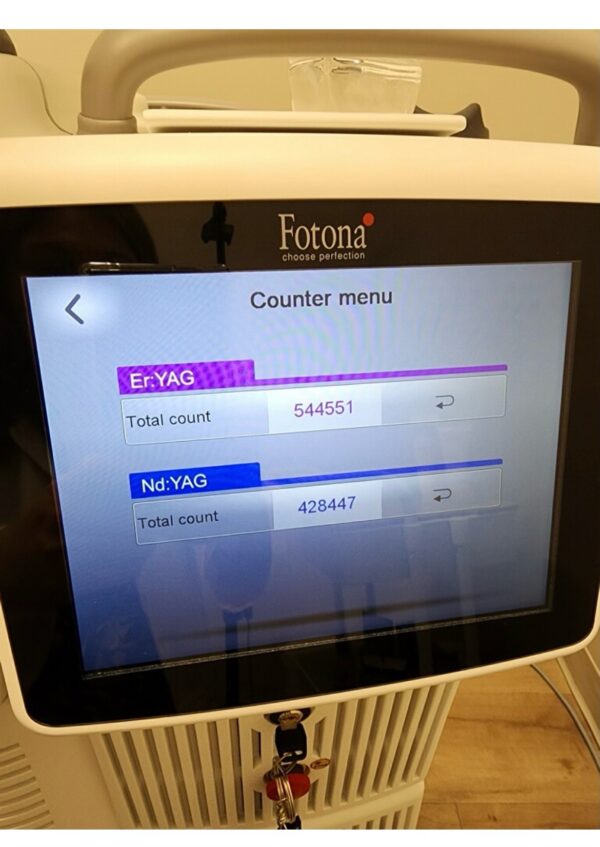 Fotona
choose perfection
Counter menu
Er:YAG
Total count 544551
Nd:YAG
Total count 428447